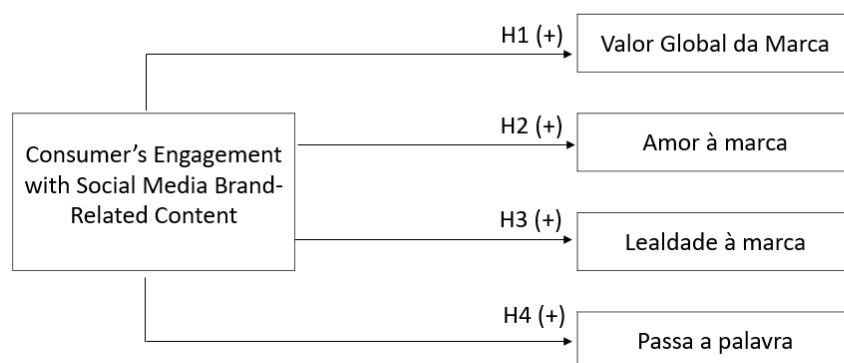 H1 (+)
Valor Global da Marca
H2 (+)
Amor à marca
Consumer’s Engagement
with Social Media Brand-
Related Content
H3 (+)
Lealdade à marca
H4 (+)
Passa a palavra